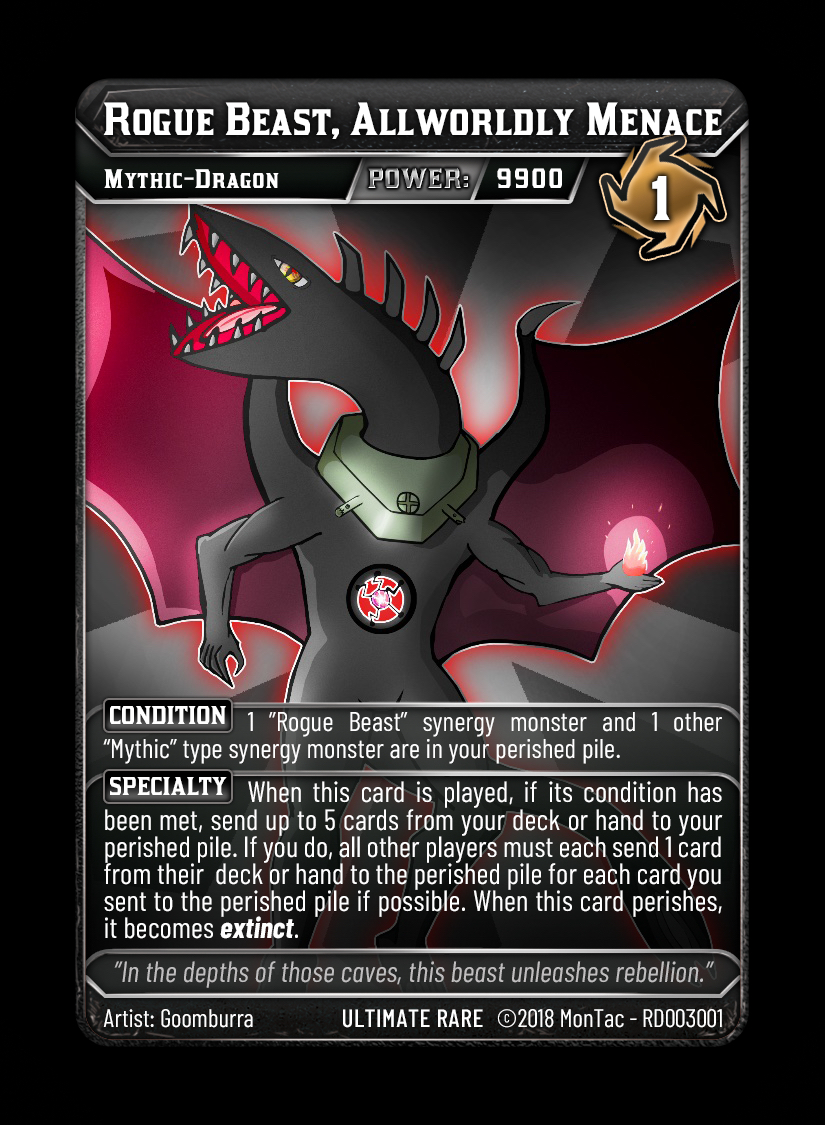 Rogue Beast, Allworldly Menace
Mythic-Dragon POWER: 9900
1
CONDITION 1 "Rogue Beast" synergy monster and 1 other
"Mythic" type synergy monster are in your perished pile.
SPECIALTY When this card is played, if its condition has
been met, send up to 5 cards from your deck or hand to your
perished pile. If you do, all other players must each send 1 card
from their deck or hand to the perished pile for each card you
sent to the perished pile if possible. When this card perishes,
it becomes extinct.
"In the depths of those caves, this beast unleashes rebellion."
Artist: Goomburra ULTIMATE RARE ©2018 MonTac - RD003001